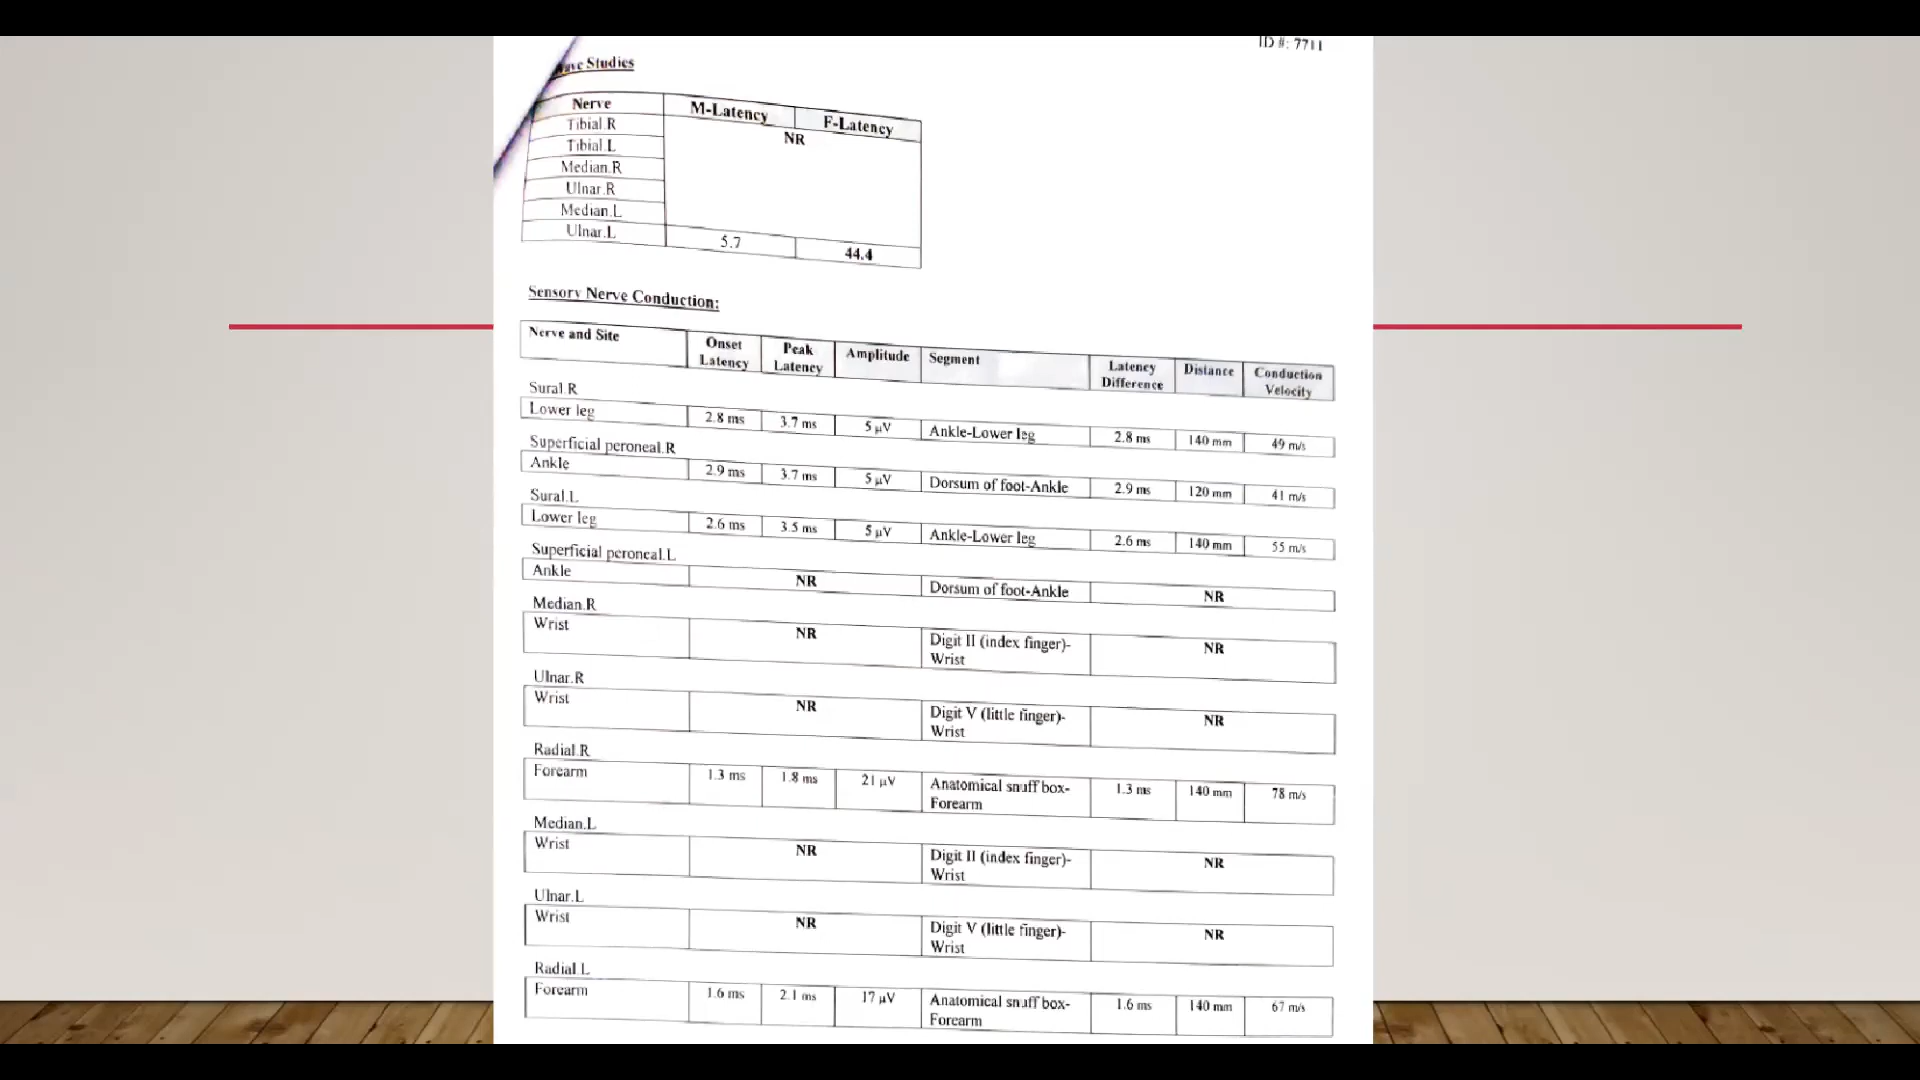 ID #: 7711
Studies
Nerve M-Latency F-Latency
Tibial.R NR
Tibial.L
Median.R
Ulnar.R
Median.L
Ulnar.L 5.7 44.4
Sensory Nerve Conduction:
Nerve and Site Onset Latency Peak Latency Amplitude Segment Latency Difference Distance Conduction Velocity
Sural.R
Lower leg 2.8 ms 3.7 ms 5 µV Ankle-Lower leg 2.8 ms 140 mm 49 m/s
Superficial peroneal.R
Ankle 2.9 ms 3.7 ms 5 µV Dorsum of foot-Ankle 2.9 ms 120 mm 41 m/s
Sural.L
Lower leg 2.6 ms 3.5 ms 5 µV Ankle-Lower leg 2.6 ms 140 mm 55 m/s
Superficial peroneal.L
Ankle NR Dorsum of foot-Ankle NR
Median.R
Wrist NR Digit II (index finger)- NR
Wrist
Ulnar.R
Wrist NR Digit V (little finger)- NR
Wrist
Radial.R
Forearm 1.3 ms 1.8 ms 21 µV Anatomical snuff box- 1.3 ms 140 mm 78 m/s
Forearm
Median.L
Wrist NR Digit II (index finger)- NR
Wrist
Ulnar.L
Wrist NR Digit V (little finger)- NR
Wrist
Radial.L
Forearm 1.6 ms 2.1 ms 17 µV Anatomical snuff box- 1.6 ms 140 mm 67 m/s
Forearm